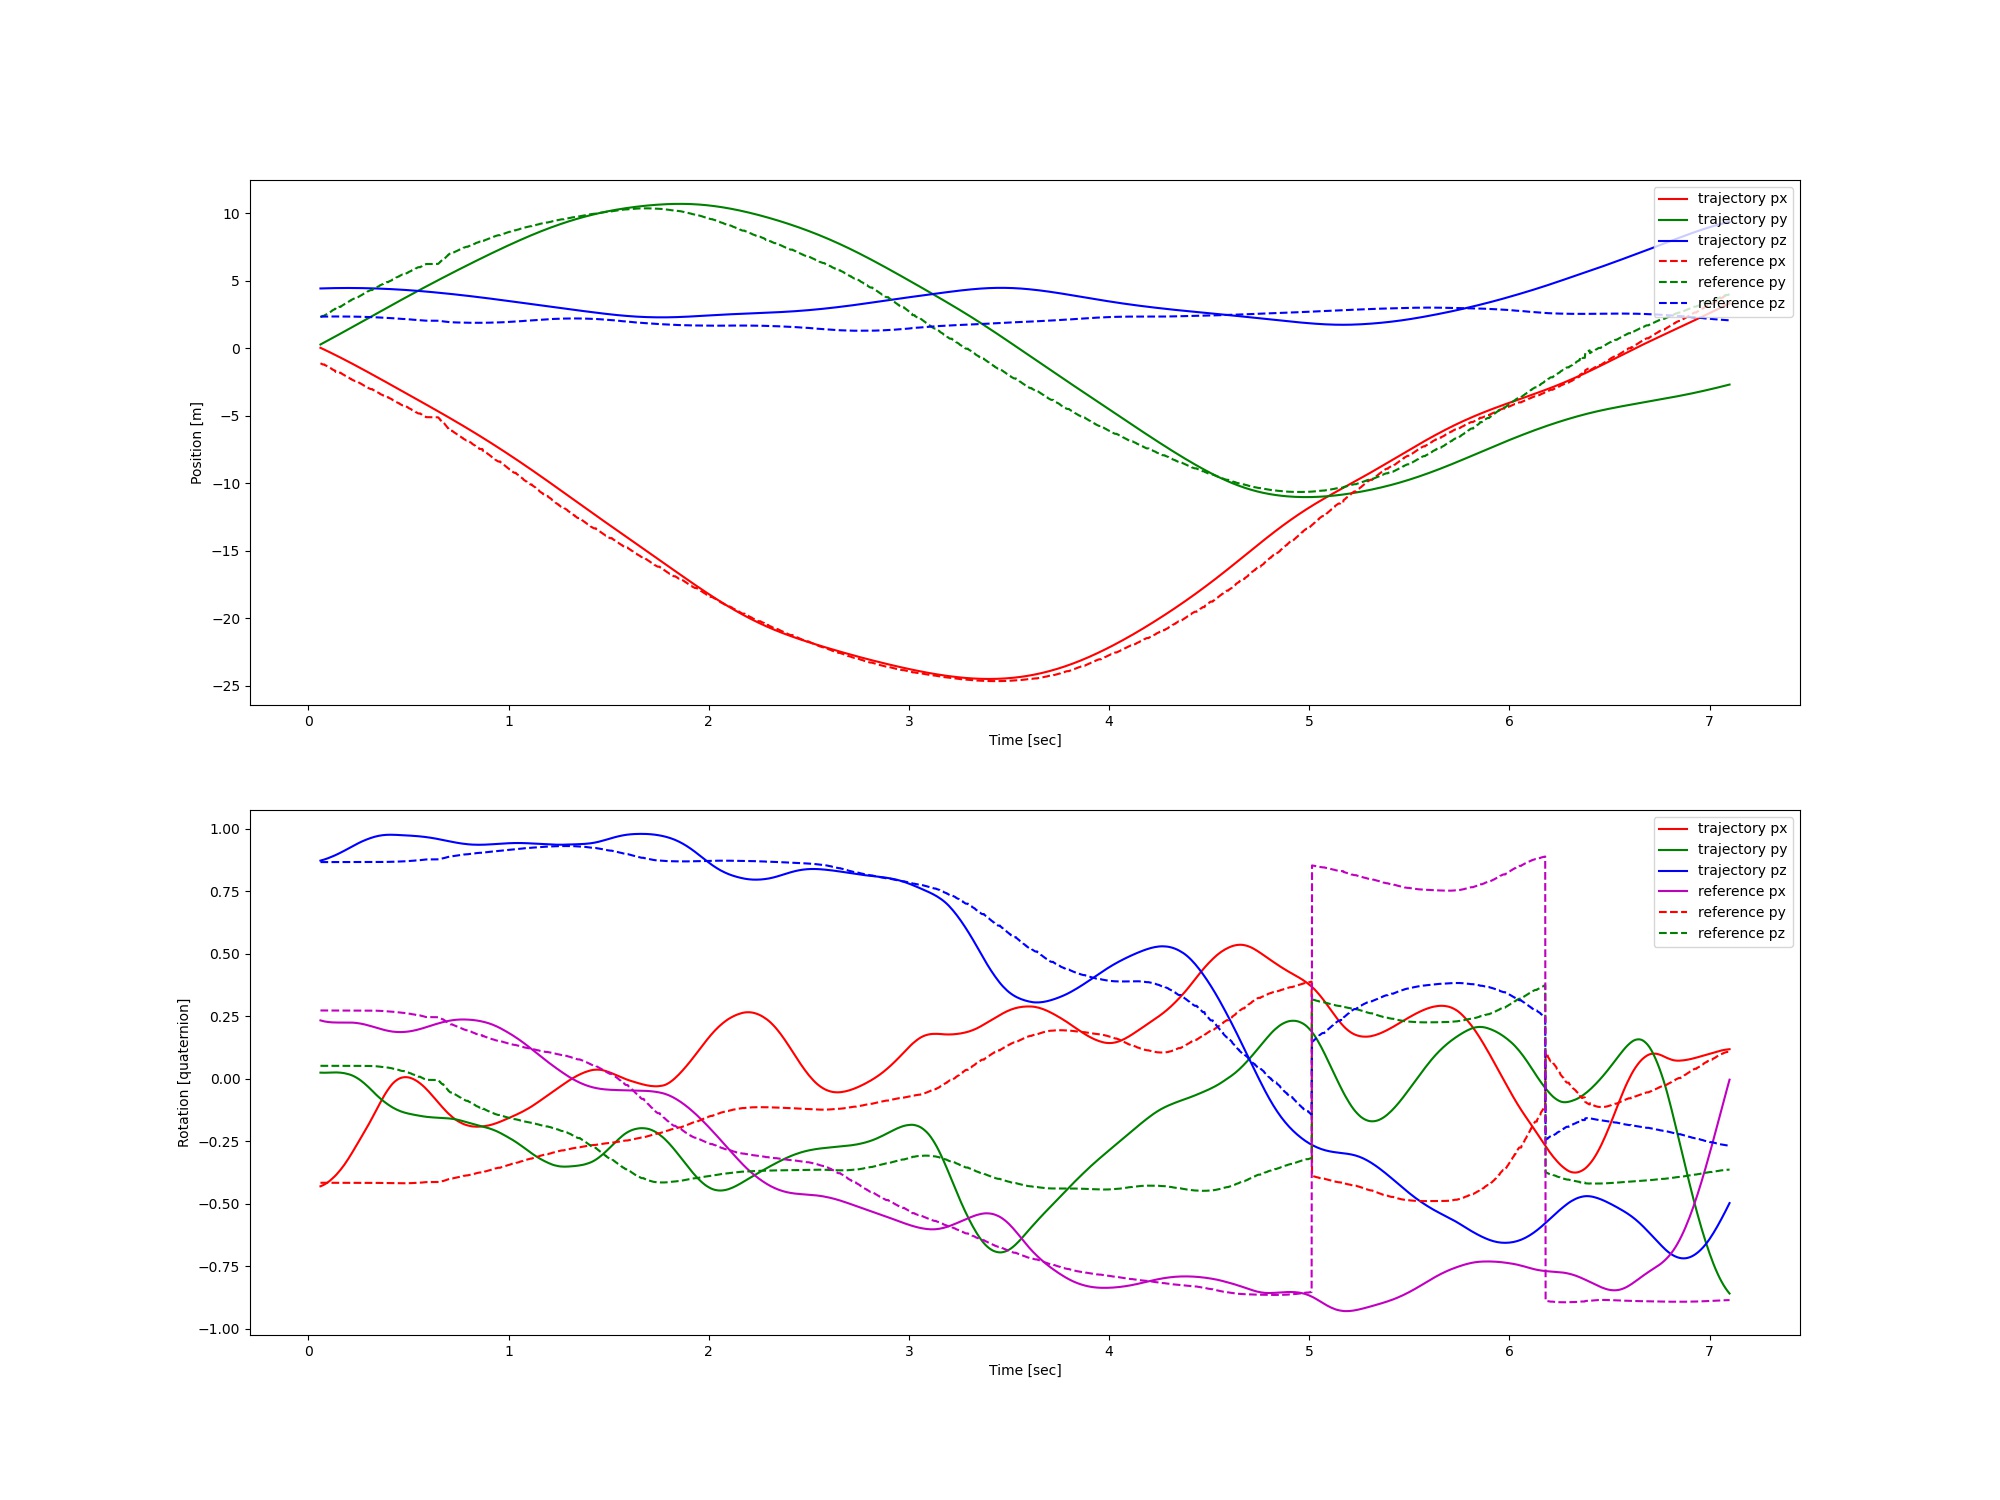 10
5
0
−5
−10
−15
−20
−25
Position [m]
0 1 2 3 4 5 6 7
Time [sec]
trajectory px
trajectory py
trajectory pz
reference px
reference py
reference pz
1.00
0.75
0.50
0.25
0.00
−0.25
−0.50
−0.75
−1.00
Rotation [quaternion]
0 1 2 3 4 5 6 7
Time [sec]
trajectory px
trajectory py
trajectory pz
reference px
reference py
reference pz